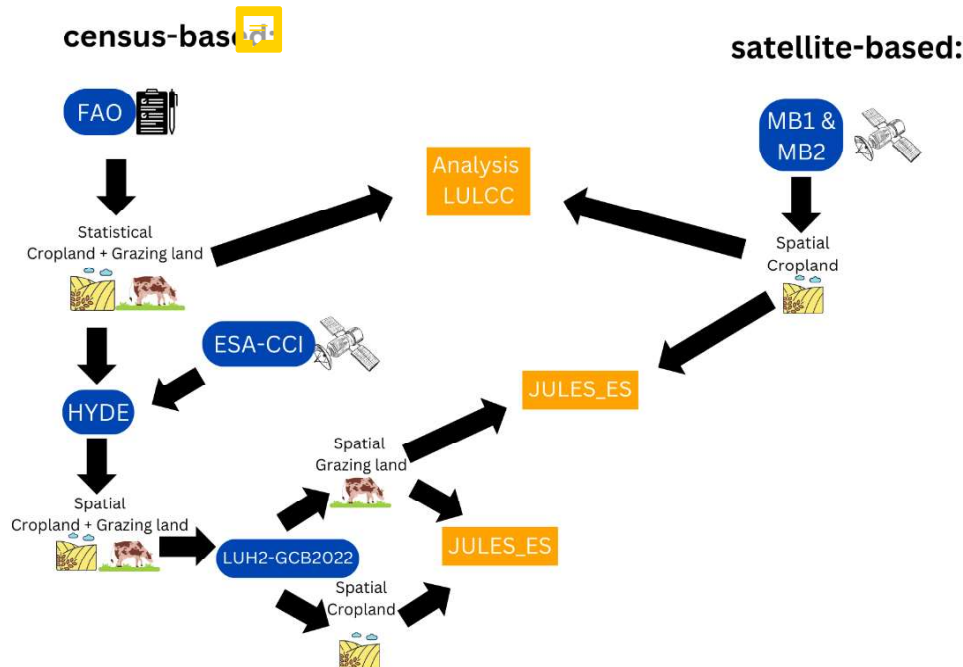 census-based:
satellite-based:
FAO
MB1 &
MB2
Analysis
LULCC
Statistical
Cropland + Grazing land
Spatial
Cropland
ESA-CCI
JULES_ES
HYDE
Spatial
Grazing land
Spatial
Cropland + Grazing land
LUH2-GCB2022
JULES_ES
Spatial
Cropland